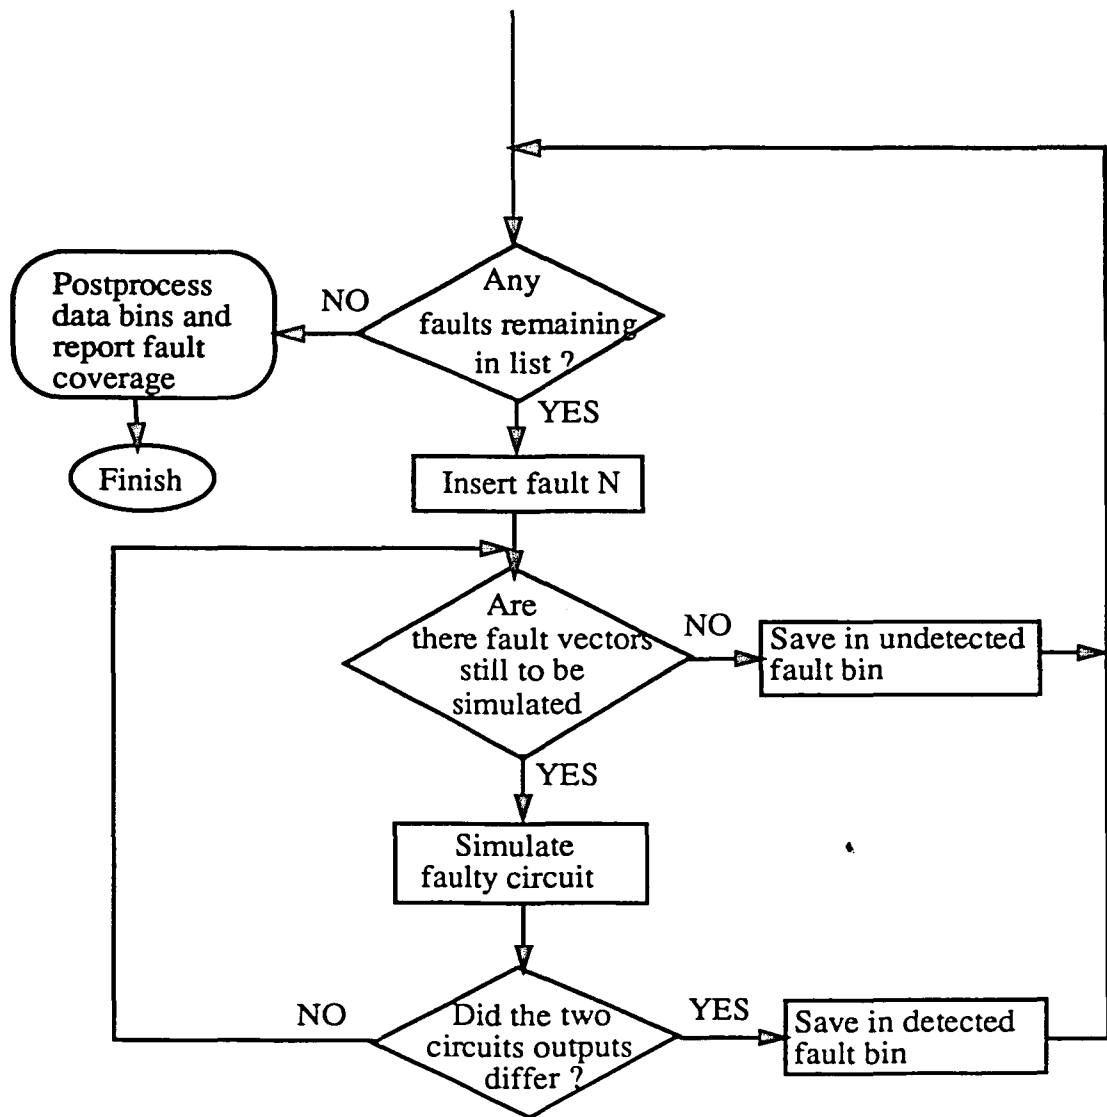 Any
faults remaining
in list ?
NO
Postprocess
data bins and
report fault
coverage
Finish
YES
Insert fault N
Are
there fault vectors
still to be
simulated
NO
Save in undetected
fault bin
YES
Simulate
faulty circuit
Did the two
circuits outputs
differ ?
NO
YES
Save in detected
fault bin